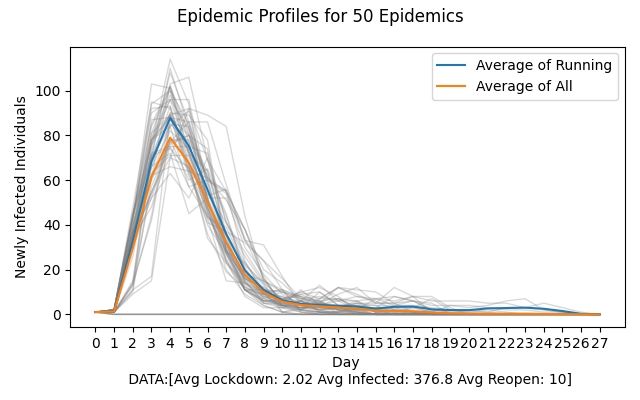 Epidemic Profiles for 50 Epidemics
Average of Running
Average of All
Newly Infected Individuals
100
80
60
40
20
0
0 1 2 3 4 5 6 7 8 9 10 11 12 13 14 15 16 17 18 19 20 21 22 23 24 25 26 27
Day
DATA:[Avg Lockdown: 2.02 Avg Infected: 376.8 Avg Reopen: 10]